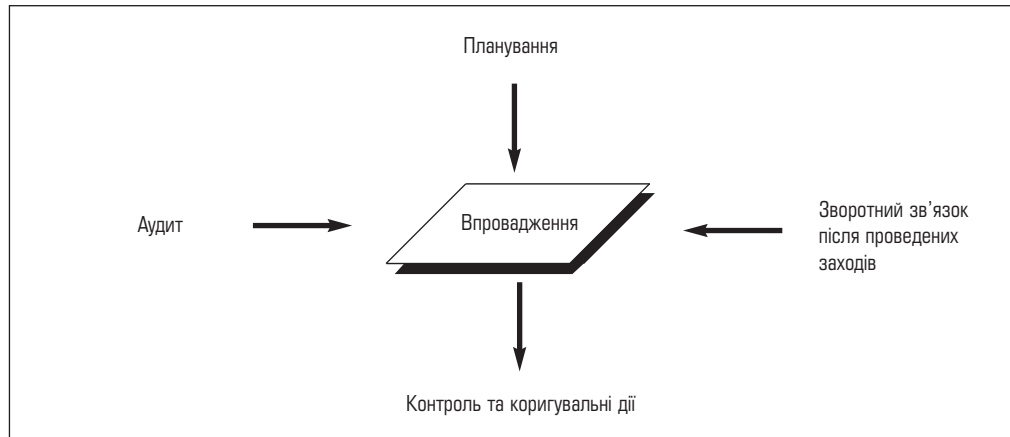 Планування
Аудит
Впровадження
Зворотний зв’язок
після проведених
заходів
Контроль та коригувальні дії